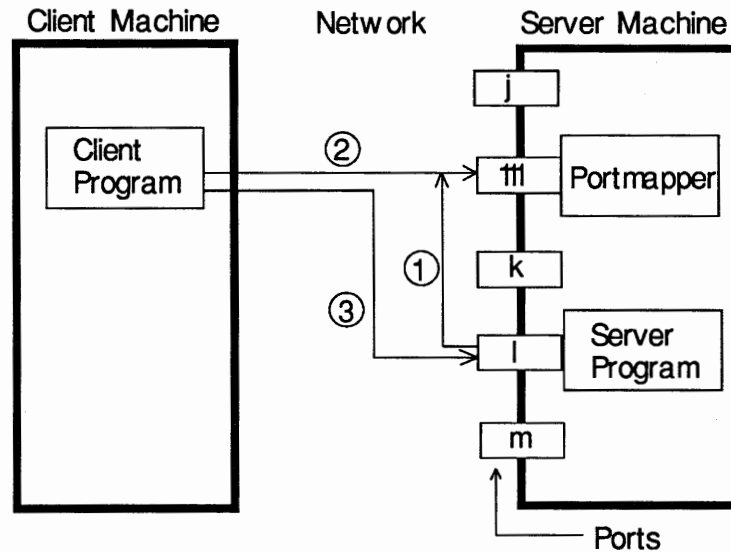 Client Machine
Network
Server Machine
j
Client
Program
2
111
Portmapper
1
k
3
l
Server
Program
m
Ports